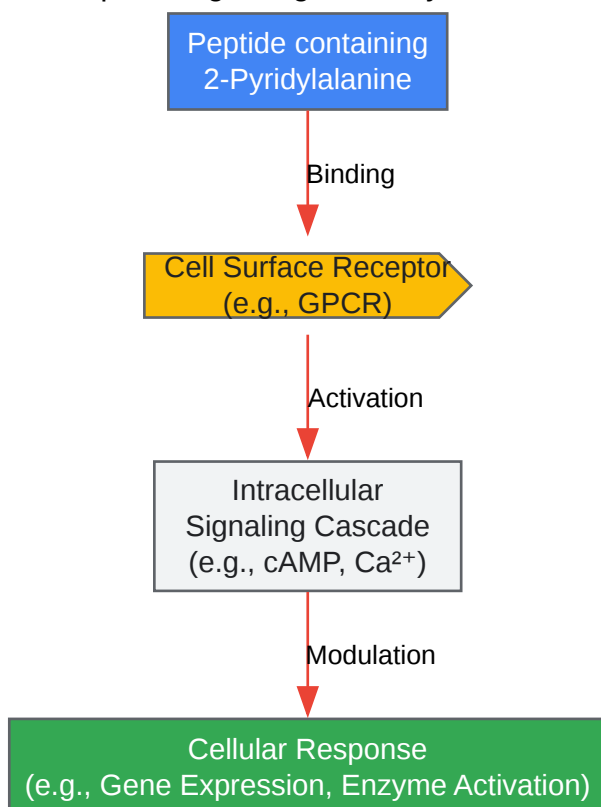 Peptide containing
2-Pyridylalanine
Binding
Cell Surface Receptor
(e.g., GPCR)
Activation
Intracellular
Signaling Cascade
(e.g., cAMP, Ca²⁺)
Modulation
Cellular Response
(e.g., Gene Expression, Enzyme Activation)